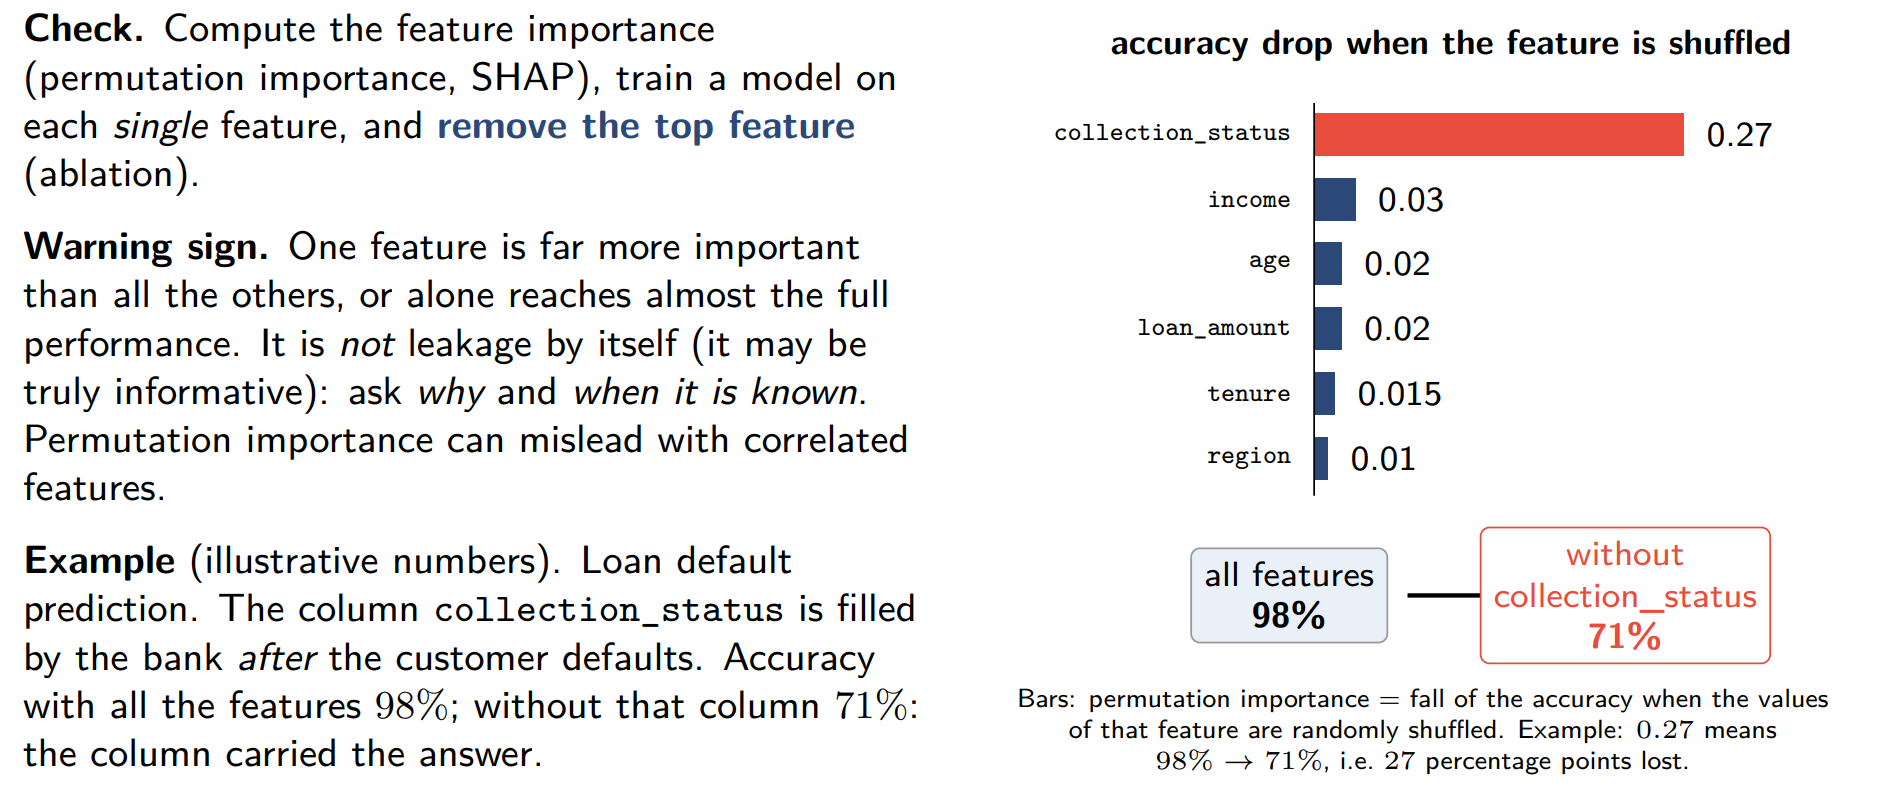 Check. Compute the feature importance
(permutation importance, SHAP), train a model on
each single feature, and remove the top feature
(ablation).
Warning sign. One feature is far more important
than all the others, or alone reaches almost the full
performance. It is not leakage by itself (it may be
truly informative): ask why and when it is known.
Permutation importance can mislead with correlated
features.
Example (illustrative numbers). Loan default
prediction. The column collection_status is filled
by the bank after the customer defaults. Accuracy
with all the features 98%; without that column 71%:
the column carried the answer.
accuracy drop when the feature is shuffled
collection_status 0.27
income 0.03
age 0.02
loan_amount 0.02
tenure 0.015
region 0.01
all features
98%
without
collection_status
71%
Bars: permutation importance = fall of the accuracy when the values
of that feature are randomly shuffled. Example: 0.27 means
98% → 71%, i.e. 27 percentage points lost.